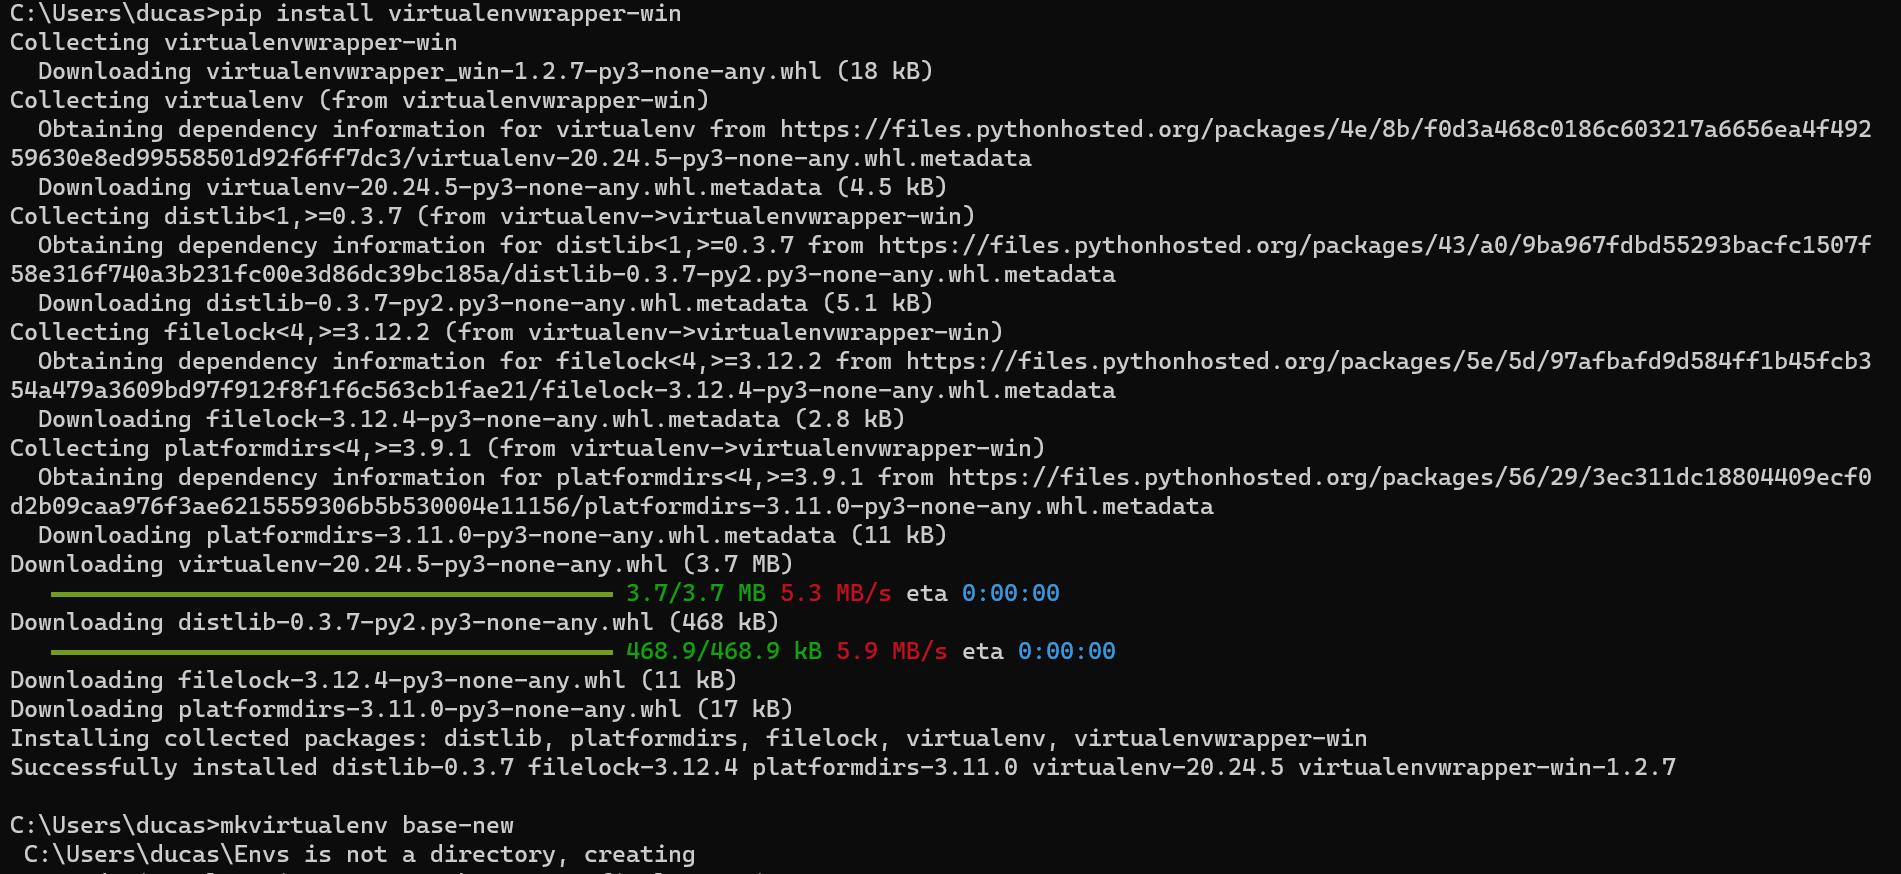 C:\Users\ducas>pip install virtualenvwrapper-win
Collecting virtualenvwrapper-win
  Downloading virtualenvwrapper_win-1.2.7-py3-none-any.whl (18 kB)
Collecting virtualenv (from virtualenvwrapper-win)
  Obtaining dependency information for virtualenv from https://files.pythonhosted.org/packages/4e/8b/f0d3a468c0186c603217a6656ea4f492
59630e8ed99558501d92f6ff7dc3/virtualenv-20.24.5-py3-none-any.whl.metadata
  Downloading virtualenv-20.24.5-py3-none-any.whl.metadata (4.5 kB)
Collecting distlib<1,>=0.3.7 (from virtualenv->virtualenvwrapper-win)
  Obtaining dependency information for distlib<1,>=0.3.7 from https://files.pythonhosted.org/packages/43/a0/9ba967fdbd55293bacfc1507f
58e316f740a3b231fc00e3d86dc39bc185a/distlib-0.3.7-py2.py3-none-any.whl.metadata
  Downloading distlib-0.3.7-py2.py3-none-any.whl.metadata (5.1 kB)
Collecting filelock<4,>=3.12.2 (from virtualenv->virtualenvwrapper-win)
  Obtaining dependency information for filelock<4,>=3.12.2 from https://files.pythonhosted.org/packages/5e/5d/97afbafd9d584ff1b45fcb3
54a479a3609bd97f912f8f1f6c563cb1fae21/filelock-3.12.4-py3-none-any.whl.metadata
  Downloading filelock-3.12.4-py3-none-any.whl.metadata (2.8 kB)
Collecting platformdirs<4,>=3.9.1 (from virtualenv->virtualenvwrapper-win)
  Obtaining dependency information for platformdirs<4,>=3.9.1 from https://files.pythonhosted.org/packages/56/29/3ec311dc18804409ecf0
d2b09caa976f3ae6215559306b5b530004e11156/platformdirs-3.11.0-py3-none-any.whl.metadata
  Downloading platformdirs-3.11.0-py3-none-any.whl.metadata (11 kB)
Downloading virtualenv-20.24.5-py3-none-any.whl (3.7 MB)
3.7/3.7 MB 5.3 MB/s eta 0:00:00
Downloading distlib-0.3.7-py2.py3-none-any.whl (468 kB)
468.9/468.9 kB 5.9 MB/s eta 0:00:00
Downloading filelock-3.12.4-py3-none-any.whl (11 kB)
Downloading platformdirs-3.11.0-py3-none-any.whl (17 kB)
Installing collected packages: distlib, platformdirs, filelock, virtualenv, virtualenvwrapper-win
Successfully installed distlib-0.3.7 filelock-3.12.4 platformdirs-3.11.0 virtualenv-20.24.5 virtualenvwrapper-win-1.2.7
C:\Users\ducas>mkvirtualenv base-new
 C:\Users\ducas\Envs is not a directory, creating